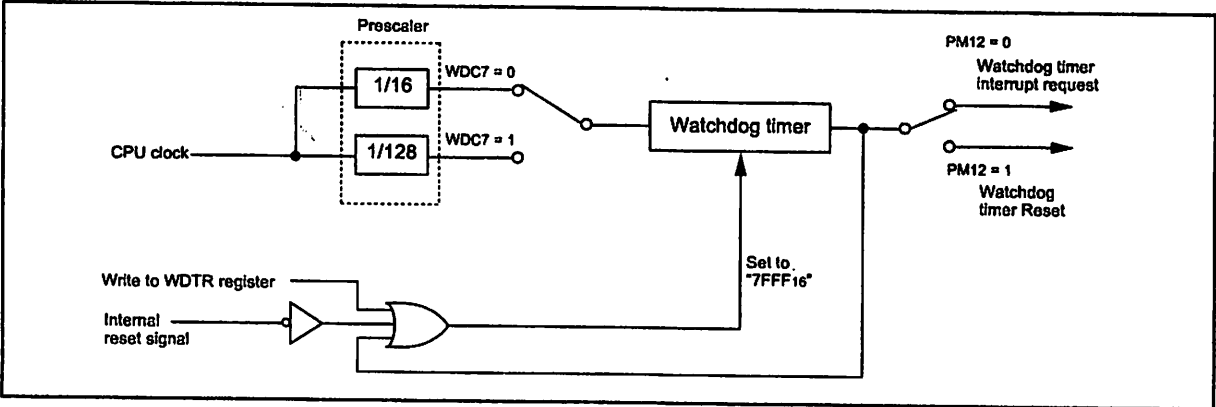 Prescaler
1/16
WDC7 = 0
CPU clock
1/128
WDC7 = 1
Watchdog timer
PM12 = 0
Watchdog timer
interrupt request
PM12 = 1
Watchdog
timer Reset
Write to WDTR register
Internal
reset signal
Set to
"7FFF16"